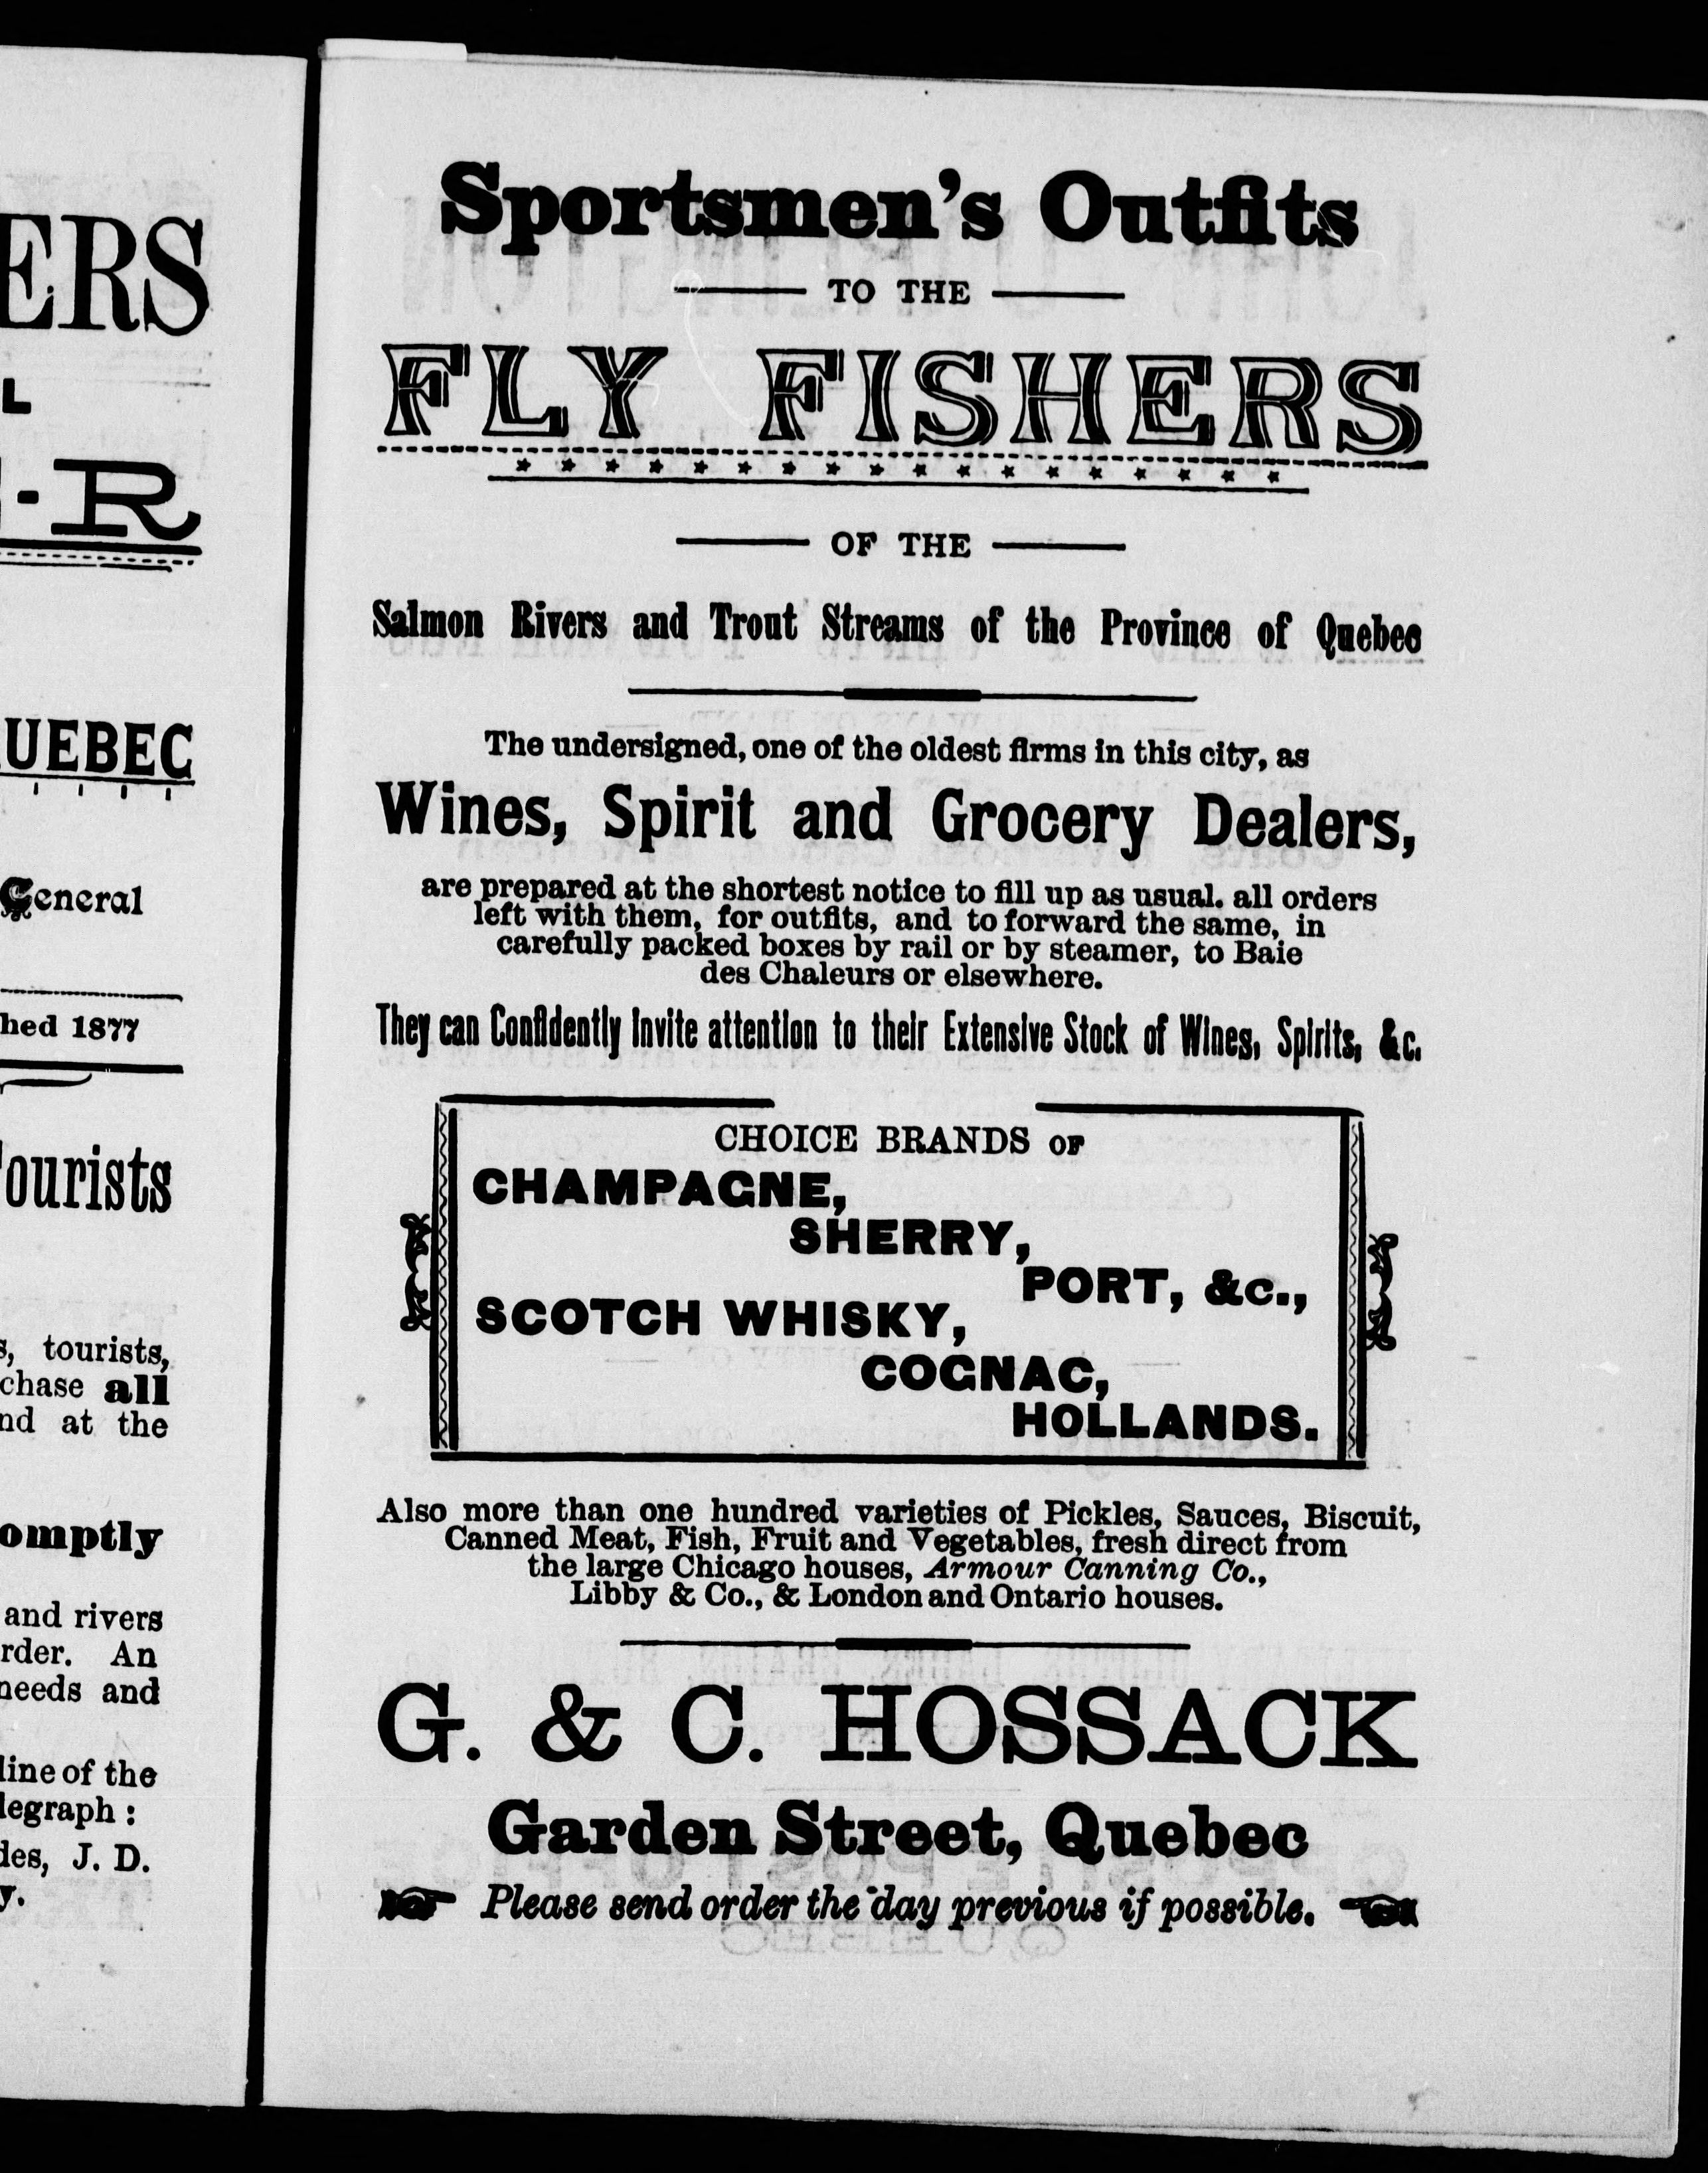 ERS
L
-R
UEBEC
General
hed 1877
ourists
s, tourists,
chase all
nd at the
omptly
and rivers
rder. An
needs and
line of the
legraph :
des, J. D.
y.
Sportsmen's Outfits
TO THE
FLY FISHERS
OF THE
Salmon Rivers and Trout Streams of the Province of Quebec
The undersigned, one of the oldest firms in this city, as
Wines, Spirit and Grocery Dealers,
are prepared at the shortest notice to fill up as usual. all orders
left with them, for outfits, and to forward the same, in
carefully packed boxes by rail or by steamer, to Baie
des Chaleurs or elsewhere.
They can Confidently invite attention to their Extensive Stock of Wines, Spirits, &c.
CHOICE BRANDS OF
CHAMPAGNE,
SHERRY,
PORT, &c.,
SCOTCH WHISKY,
COGNAC,
HOLLANDS.
Also more than one hundred varieties of Pickles, Sauces, Biscuit,
Canned Meat, Fish, Fruit and Vegetables, fresh direct from
the large Chicago houses, Armour Canning Co.,
Libby & Co., & London and Ontario houses.
G. & C. HOSSACK
Garden Street, Quebec
Please send order the day previous if possible.